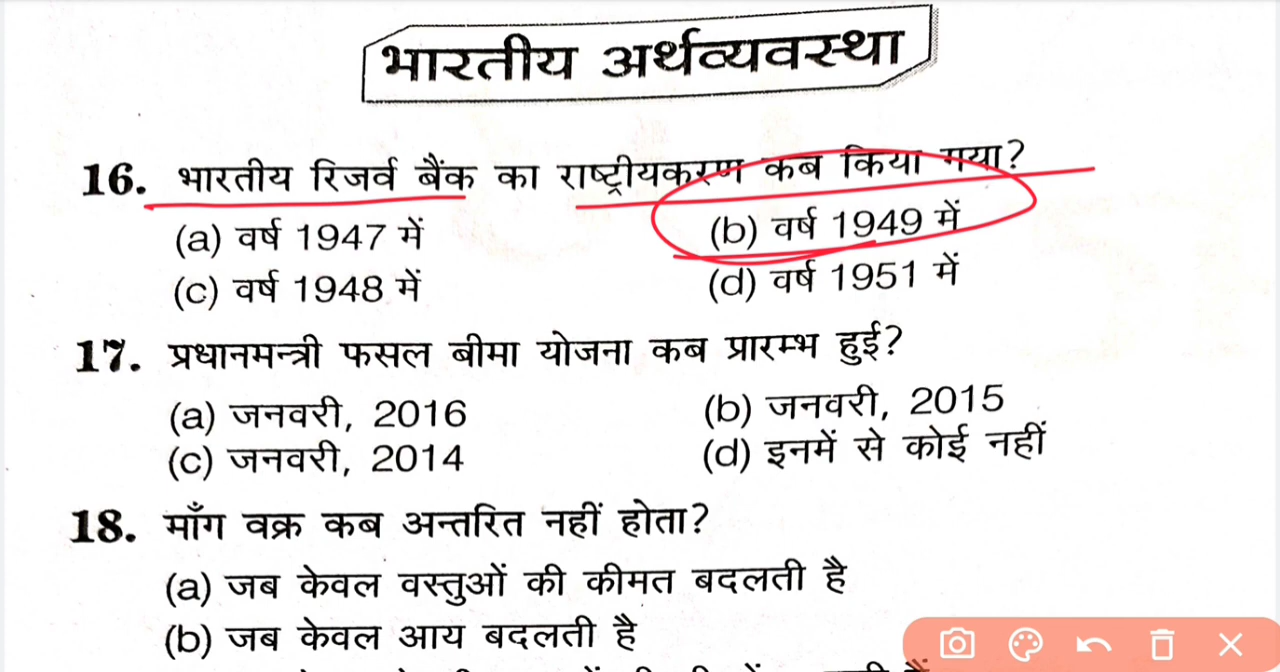 भारतीय अर्थव्यवस्था
16. भारतीय रिजर्व बैंक का राष्ट्रीयकरण कब किया गया?
(a) वर्ष 1947 में (b) वर्ष 1949 में
(c) वर्ष 1948 में (d) वर्ष 1951 में
17. प्रधानमन्त्री फसल बीमा योजना कब प्रारम्भ हुई?
(a) जनवरी, 2016 (b) जनवरी, 2015
(c) जनवरी, 2014 (d) इनमें से कोई नहीं
18. माँग वक्र कब अन्तरित नहीं होता?
(a) जब केवल वस्तुओं की कीमत बदलती है
(b) जब केवल आय बदलती है